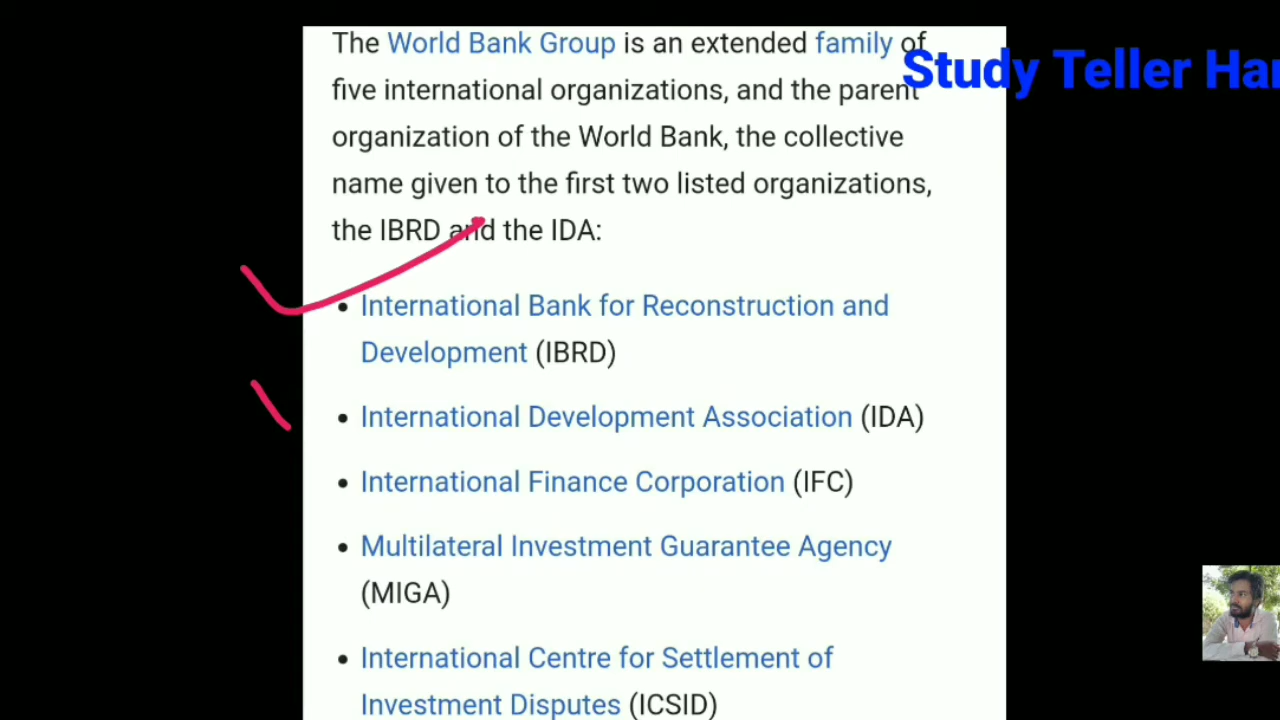 The World Bank Group is an extended family of
Study Teller Har
five international organizations, and the parent
organization of the World Bank, the collective
name given to the first two listed organizations,
the IBRD and the IDA:
• International Bank for Reconstruction and
Development (IBRD)
• International Development Association (IDA)
• International Finance Corporation (IFC)
• Multilateral Investment Guarantee Agency
(MIGA)
• International Centre for Settlement of
Investment Disputes (ICSID)